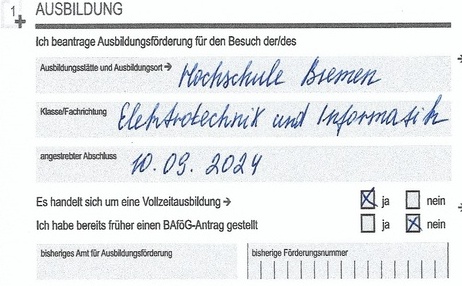 1 AUSBILDUNG
Ich beantrage Ausbildungsförderung für den Besuch der/des
Ausbildungsstätte und Ausbildungsort → Hochschule Bremen
Klasse/Fachrichtung Elektrotechnik und Informatik
angestrebter Abschluss 10.09.2024
Es handelt sich um eine Vollzeitausbildung → ja nein
Ich habe bereits früher einen BAföG-Antrag gestellt ja nein
bisheriges Amt für Ausbildungsförderung bisherige Förderungsnummer